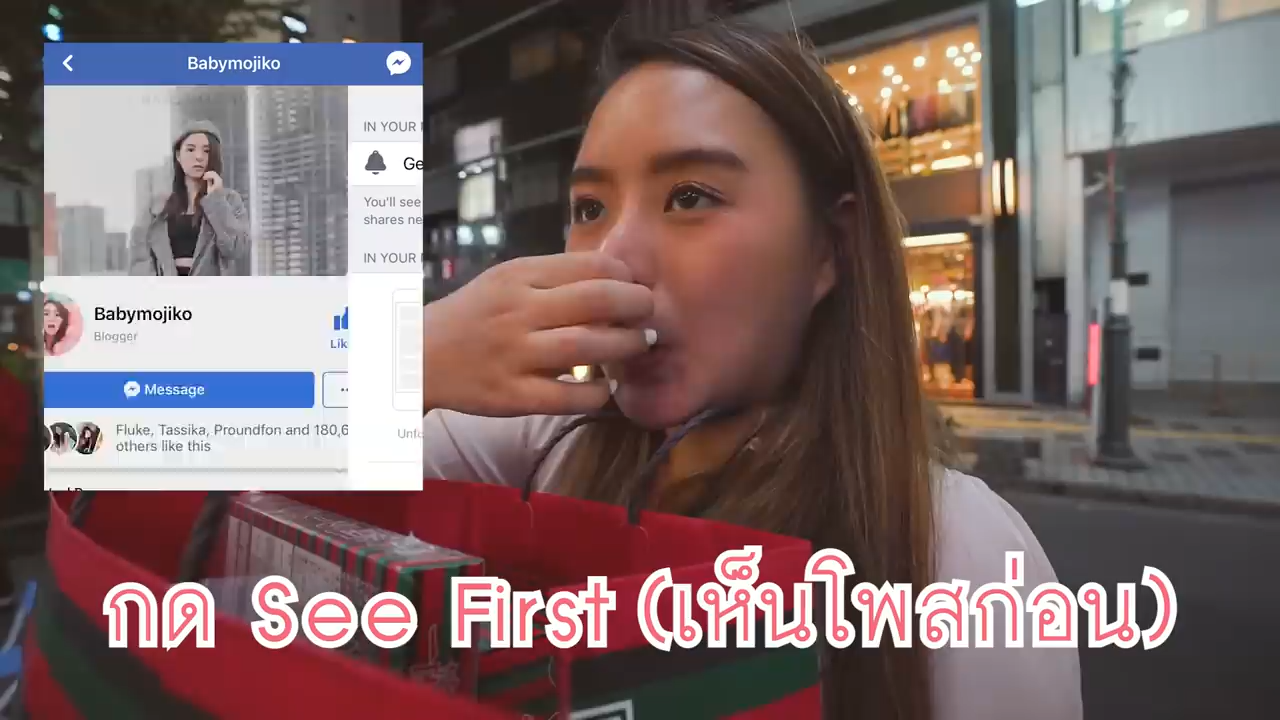 Babymojiko
IN YOUR
Ge
You'll see
shares ne
IN YOUR
Babymojiko
Blogger
Lik
Message
Fluke, Tassika, Proundfon and 180,6
others like this
Unfo
กด See First (เห็นโพสก่อน)